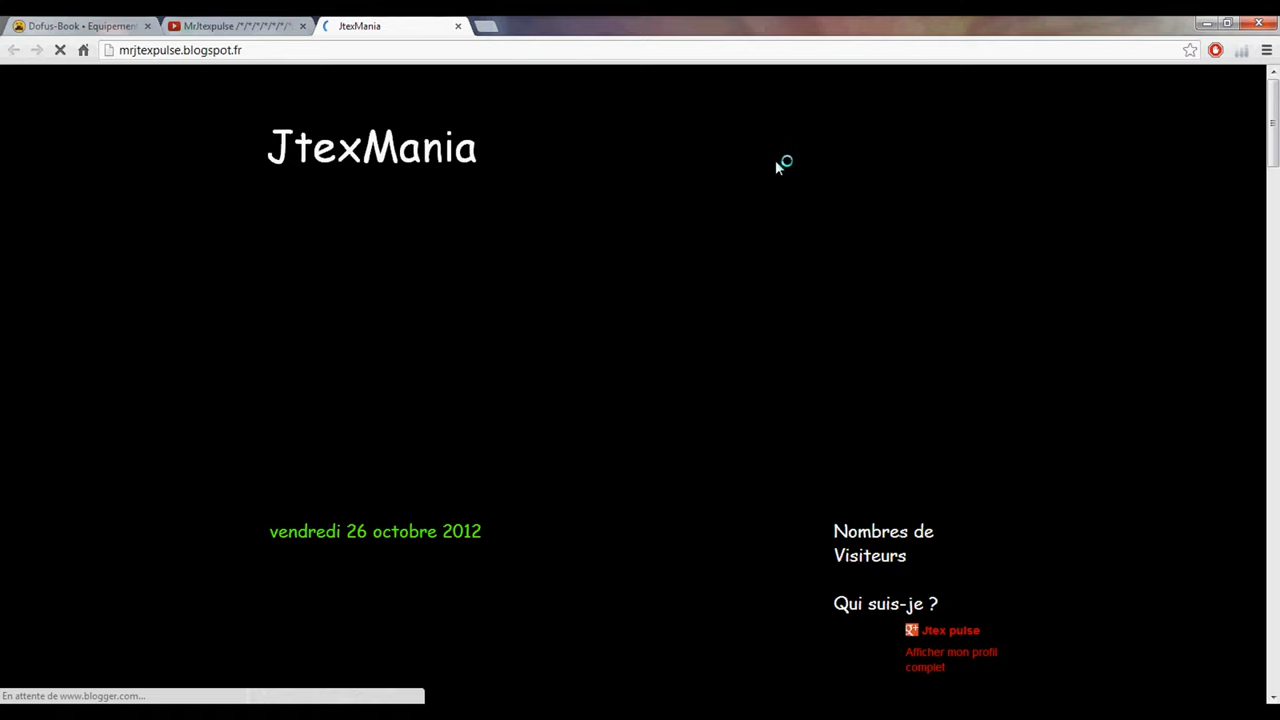 Dofus-Book • Equipement
MrJtexpulse /*/*/*/*/*/*/*
JtexMania
mrjtexpulse.blogspot.fr
JtexMania
vendredi 26 octobre 2012
Nombres de
Visiteurs
Qui suis-je ?
Jtex pulse
Afficher mon profil
complet
En attente de www.blogger.com...